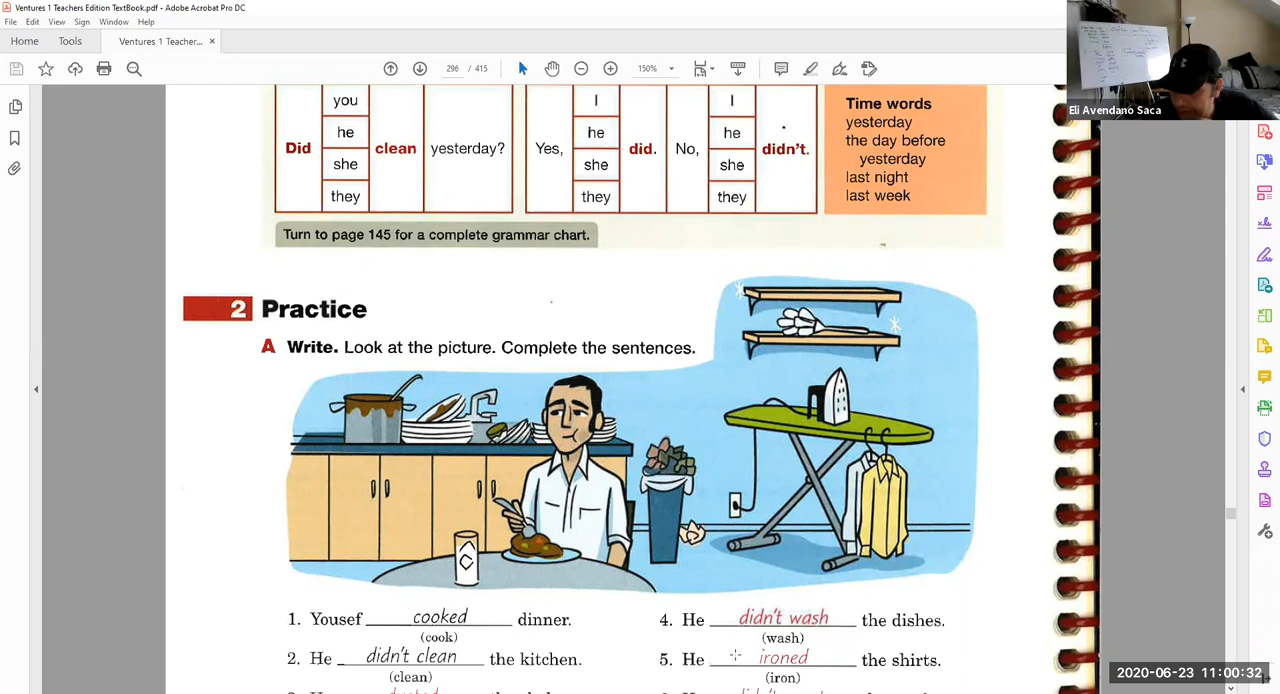 Ventures 1 Teachers Edition TextBook.pdf - Adobe Acrobat Pro DC
File Edit View Sign Window Help
Home Tools Ventures 1 Teacher... ×
296 / 415 150%
Eli Avendano Saca
Did
you
he
she
they
clean
yesterday?
Yes,
I
he
she
they
did.
No,
I
he
she
they
didn't.
Time words
yesterday
the day before
yesterday
last night
last week
Turn to page 145 for a complete grammar chart.
2 Practice
A Write. Look at the picture. Complete the sentences.
1. Yousef cooked dinner.
(cook)
2. He didn't clean the kitchen.
(clean)
4. He didn't wash the dishes.
(wash)
5. He ironed the shirts.
(iron)
2020-06-23 11:00:32